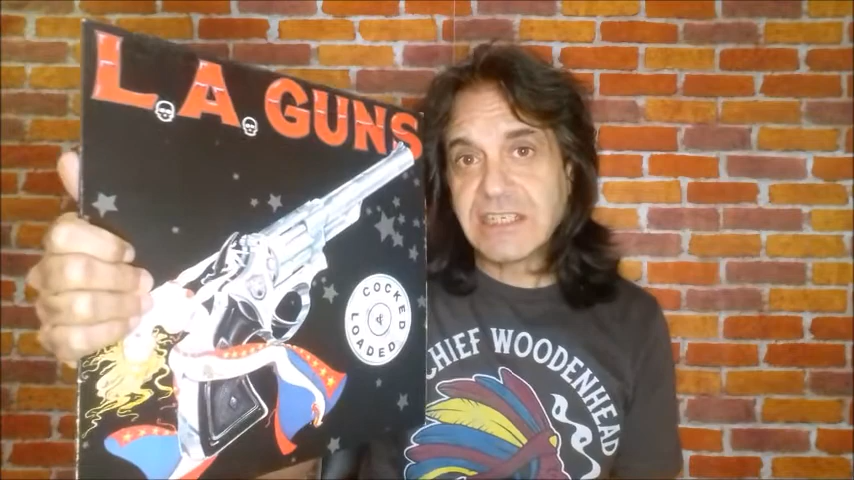 L.A. GUNS
COCKED
&
LOADED
CHIEF WOODENHEAD